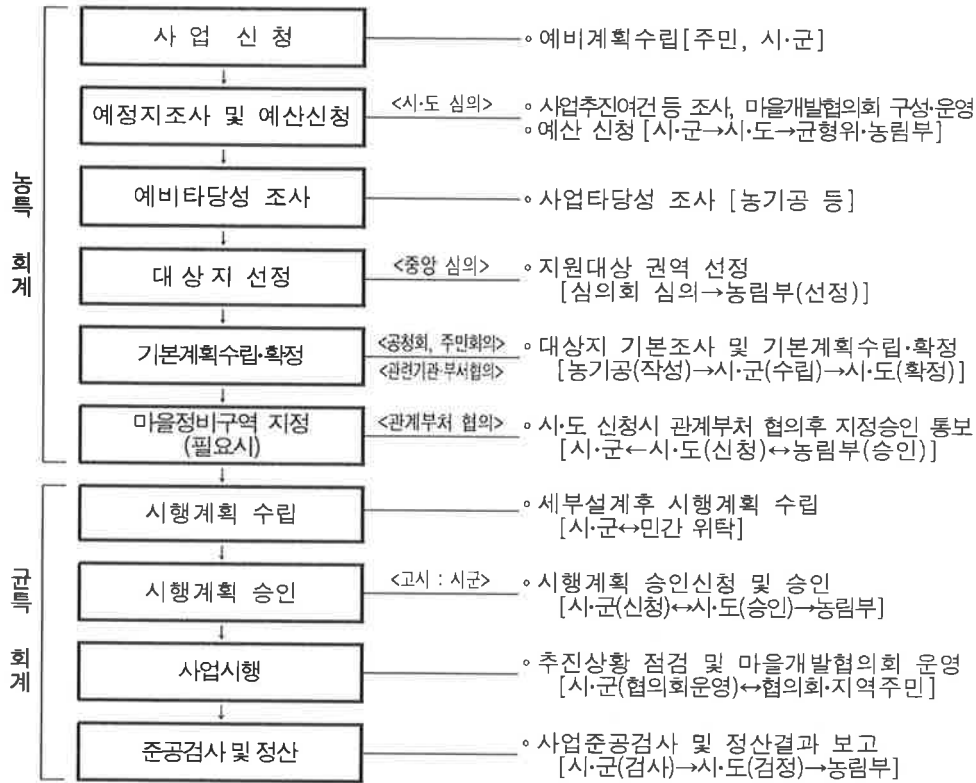 사 업 신 청
◦ 예비계획수립[주민, 시·군]
예정지조사 및 예산신청
<시·도 심의>
◦ 사업추진여건 등 조사, 마을개발협의회 구성·운영
◦ 예산 신청 [시·군→시·도→균형위·농림부]
예비타당성 조사
◦ 사업타당성 조사 [농기공 등]
농특 회계
대 상 지 선정
<중앙 심의>
◦ 지원대상 권역 선정
[심의회 심의→농림부(선정)]
기본계획수립·확정
<공청회, 주민회의>
<관련기관·부서협의>
◦ 대상지 기본조사 및 기본계획수립·확정
[농기공(작성)→시·군(수립)→시·도(확정)]
마을정비구역 지정
(필요시)
<관계부처 협의>
◦ 시·도 신청시 관계부처 협의후 지정승인 통보
[시·군←시·도(신청)↔농림부(승인)]
시행계획 수립
◦ 세부설계후 시행계획 수립
[시·군↔민간 위탁]
균특 회계
시행계획 승인
<고시 : 시군>
◦ 시행계획 승인신청 및 승인
[시·군(신청)↔시·도(승인)→농림부]
사업시행
◦ 추진상황 점검 및 마을개발협의회 운영
[시·군(협의회운영)↔협의회·지역주민]
준공검사 및 정산
◦ 사업준공검사 및 정산결과 보고
[시·군(검사)→시·도(검정)→농림부]